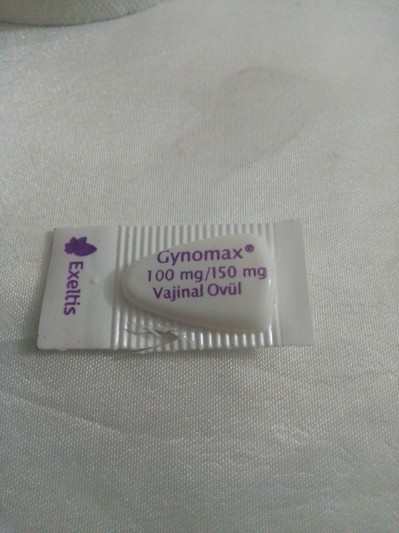 Exeltis
Gynomax®
100 mg/150 mg
Vajinal Ovül